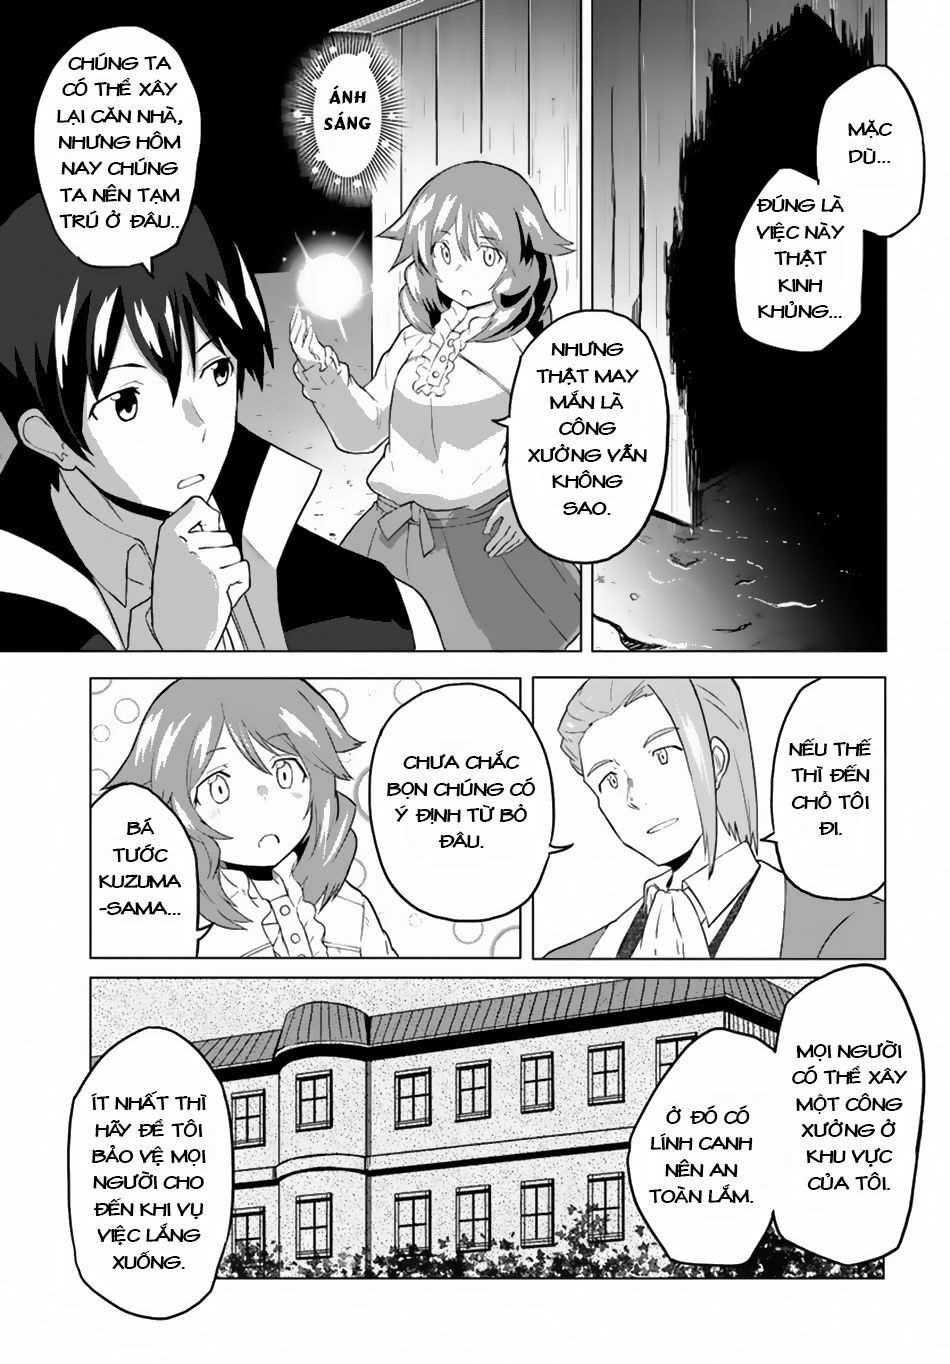 MẶC
DÙ...
ĐÚNG LÀ
VIỆC NÀY
THẬT
KINH
KHỦNG...
NHƯNG
THẬT MAY
MẮN LÀ
CÔNG
XƯỞNG VẪN
KHÔNG
SAO.
ÁNH
SÁNG
CHÚNG TA
CÓ THỂ XÂY
LẠI CĂN NHÀ,
NHƯNG HÔM
NAY CHÚNG
TA NÊN TẠM
TRÚ Ở ĐÂU..
NẾU THẾ
THÌ ĐẾN
CHỖ TÔI
ĐI.
CHƯA CHẮC
BỌN CHÚNG CÓ
Ý ĐỊNH TỪ BỎ
ĐÂU.
BÁ
TƯỚC
KUZUMA
-SAMA...
MỌI NGƯỜI
CÓ THỂ XÂY
MỘT CÔNG
XƯỞNG Ở
KHU VỰC
CỦA TÔI.
Ở ĐÓ CÓ
LÍNH CANH
NÊN AN
TOÀN LẮM.
ÍT NHẤT THÌ
HÃY ĐỂ TÔI
BẢO VỆ MỌI
NGƯỜI CHO
ĐẾN KHI VỤ
VIỆC LẮNG
XUỐNG.